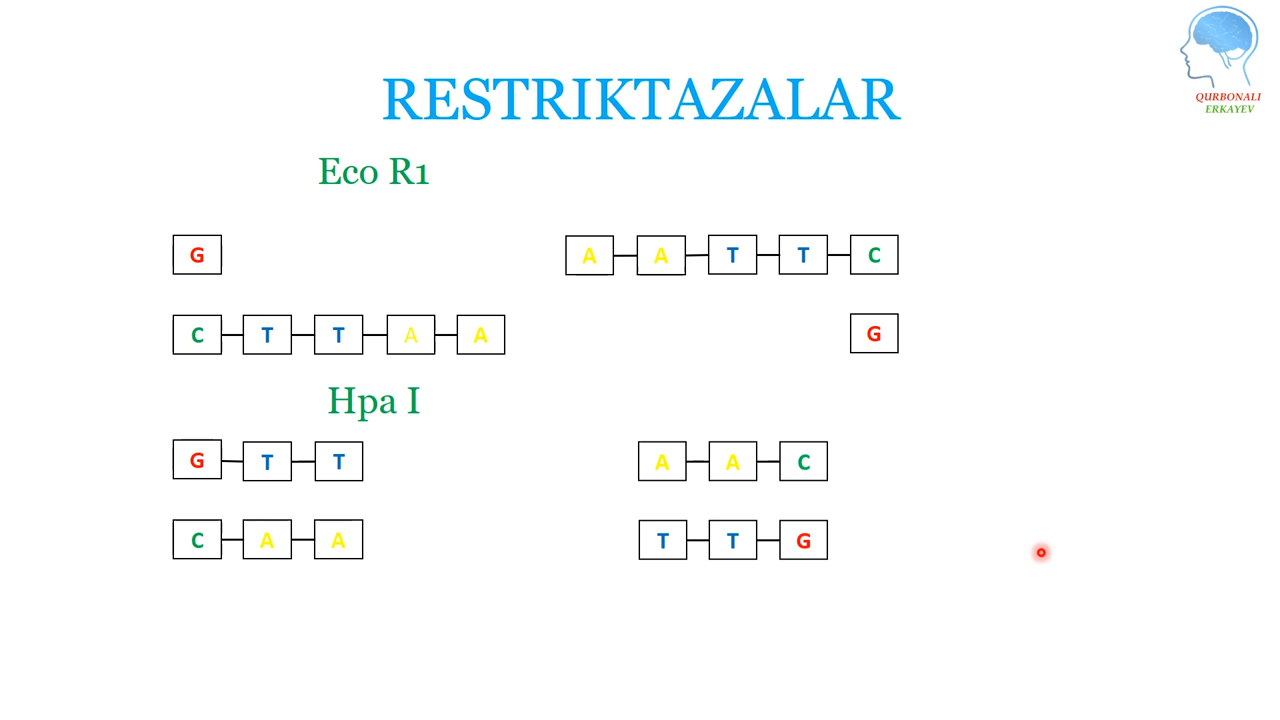 QURBONALI
ERKAYEV
RESTRIKTAZALAR
Eco R1
G A A T T C
C T T A A G
Hpa I
G T T A A C
C A A T T G